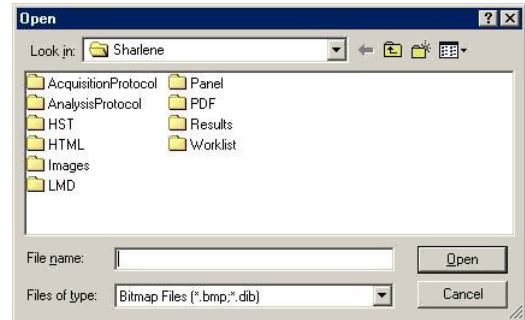 Open
Look in: Sharlene
AcquisitionProtocol Panel
AnalysisProtocol PDF
HST Results
HTML Worklist
Images
LMD
File name: Open
Files of type: Bitmap Files (*.bmp;*.dib) Cancel